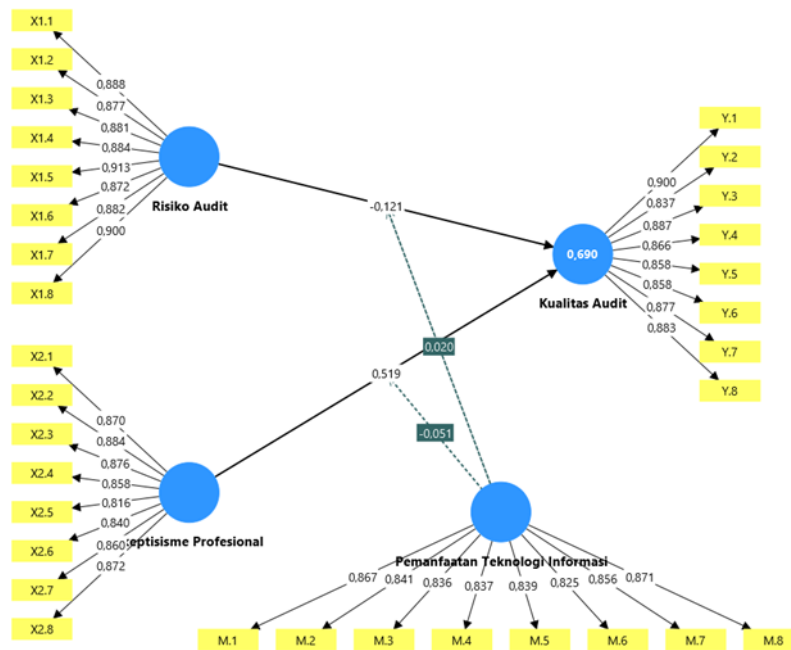 X1.1
X1.2
X1.3
X1.4
X1.5
X1.6
X1.7
X1.8
0,888
0,877
0,881
0,884
0,913
0,872
0,882
0,900
Risiko Audit
-0,121
0,690
Kualitas Audit
Y.1
Y.2
Y.3
Y.4
Y.5
Y.6
Y.7
Y.8
0,900
0,837
0,887
0,866
0,858
0,858
0,877
0,883
0,020
0,519
-0,051
X2.1
X2.2
X2.3
X2.4
X2.5
X2.6
X2.7
X2.8
0,870
0,884
0,876
0,858
0,816
0,840
0,860
0,872
eptisisme Profesional
Pemanfaatan Teknologi Informasi
0,867
0,841
0,836
0,837
0,839
0,825
0,856
0,871
M.1
M.2
M.3
M.4
M.5
M.6
M.7
M.8